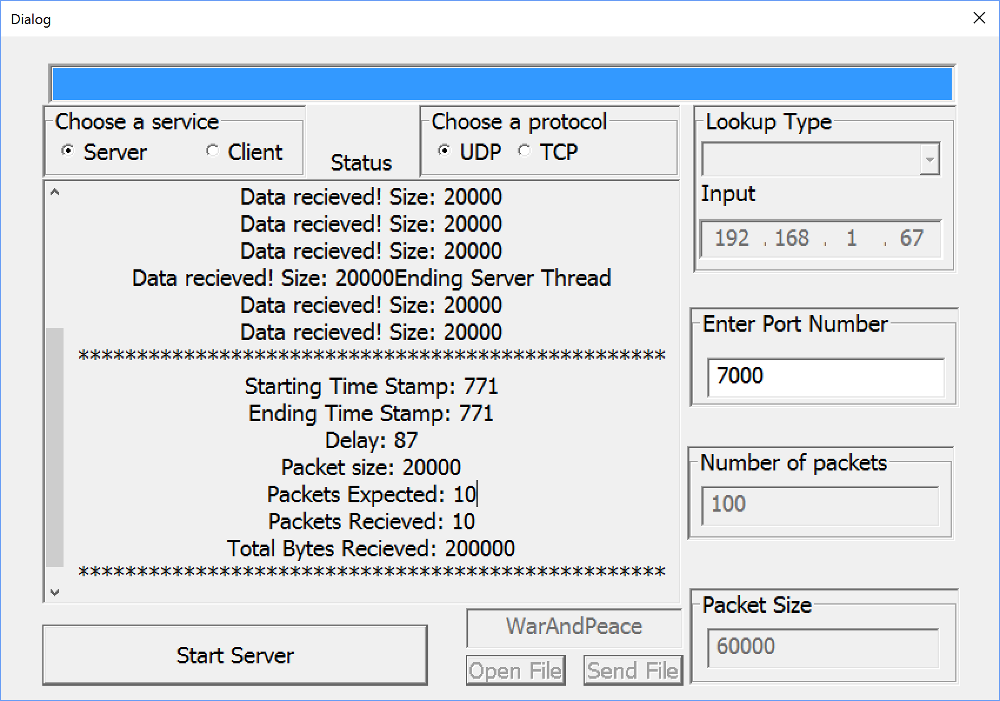 Dialog
Choose a service
Server
Client
Status
Choose a protocol
UDP
TCP
Lookup Type
Input
192 . 168 . 1 . 67
Data recieved! Size: 20000
Data recieved! Size: 20000
Data recieved! Size: 20000
Data recieved! Size: 20000Ending Server Thread
Data recieved! Size: 20000
Data recieved! Size: 20000
**************************************************
Starting Time Stamp: 771
Ending Time Stamp: 771
Delay: 87
Packet size: 20000
Packets Expected: 10
Packets Recieved: 10
Total Bytes Recieved: 200000
**************************************************
Enter Port Number
7000
Number of packets
100
Packet Size
60000
Start Server
WarAndPeace
Open File
Send File